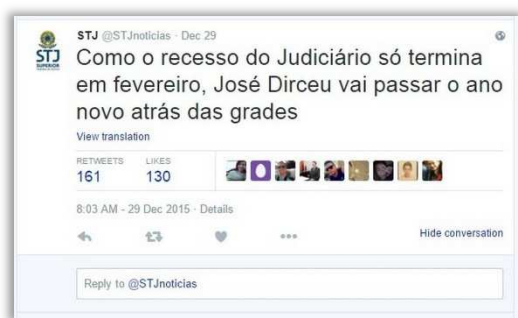 STJ @STJnoticias · Dec 29
STJ
SUPERIOR
Como o recesso do Judiciário só termina
em fevereiro, José Dirceu vai passar o ano
novo atrás das grades
View translation
RETWEETS LIKES
161 130
8:03 AM - 29 Dec 2015 · Details
Hide conversation
Reply to @STJnoticias